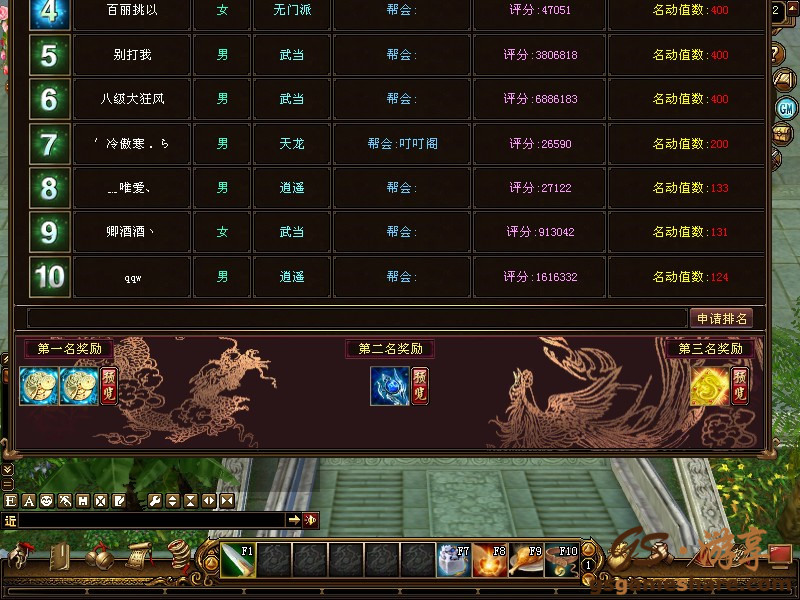 4 百丽挑以 女 无门派 帮会: 评分:47051 名动值数:400
5 别打我 男 武当 帮会: 评分:3806818 名动值数:400
6 八级大狂风 男 武当 帮会: 评分:6886183 名动值数:400
7 ′冷傲寒.ら 男 天龙 帮会:叮叮阁 评分:26590 名动值数:200
8 __唯爱、 男 逍遥 帮会: 评分:27122 名动值数:133
9 卿酒酒丶 女 武当 帮会: 评分:913042 名动值数:131
10 qqw 男 逍遥 帮会: 评分:1616332 名动值数:124
申请排名
第一名奖励 第二名奖励 第三名奖励
预览 预览 预览
2
?
GM
E A M
近
F1 F7 F8 F9 F10
1
GS·游享